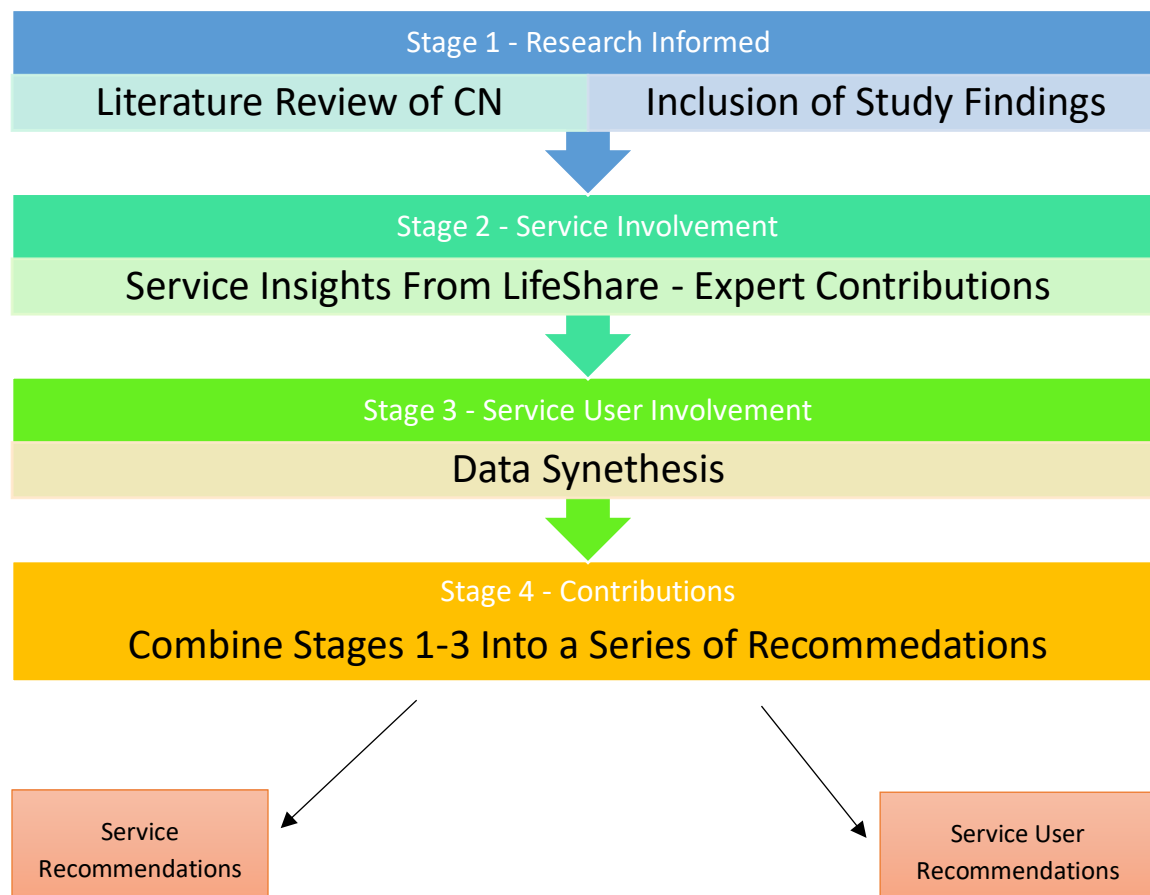 Stage 1 - Research Informed
Literature Review of CN
Inclusion of Study Findings
Stage 2 - Service Involvement
Service Insights From LifeShare - Expert Contributions
Stage 3 - Service User Involvement
Data Synethesis
Stage 4 - Contributions
Combine Stages 1-3 Into a Series of Recommedations
Service
Recommendations
Service User
Recommendations